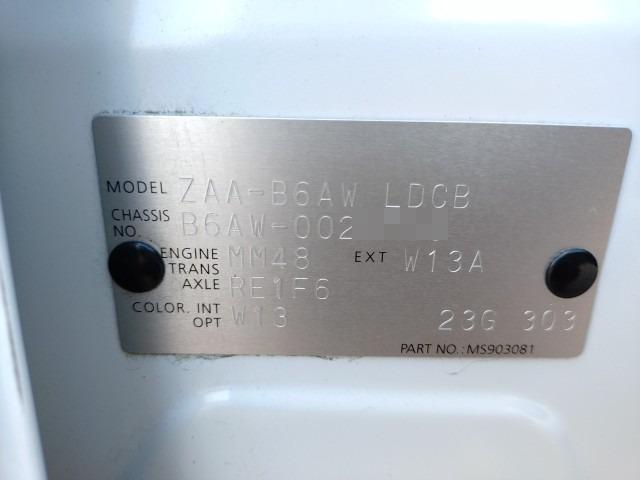 MODEL ZAA-B6AW LDCB
CHASSIS NO. B6AW-002
ENGINE MM48 EXT W13A
TRANS AXLE RE1F6
COLOR. INT OPT W13 23G 303
PART NO.: MS903081